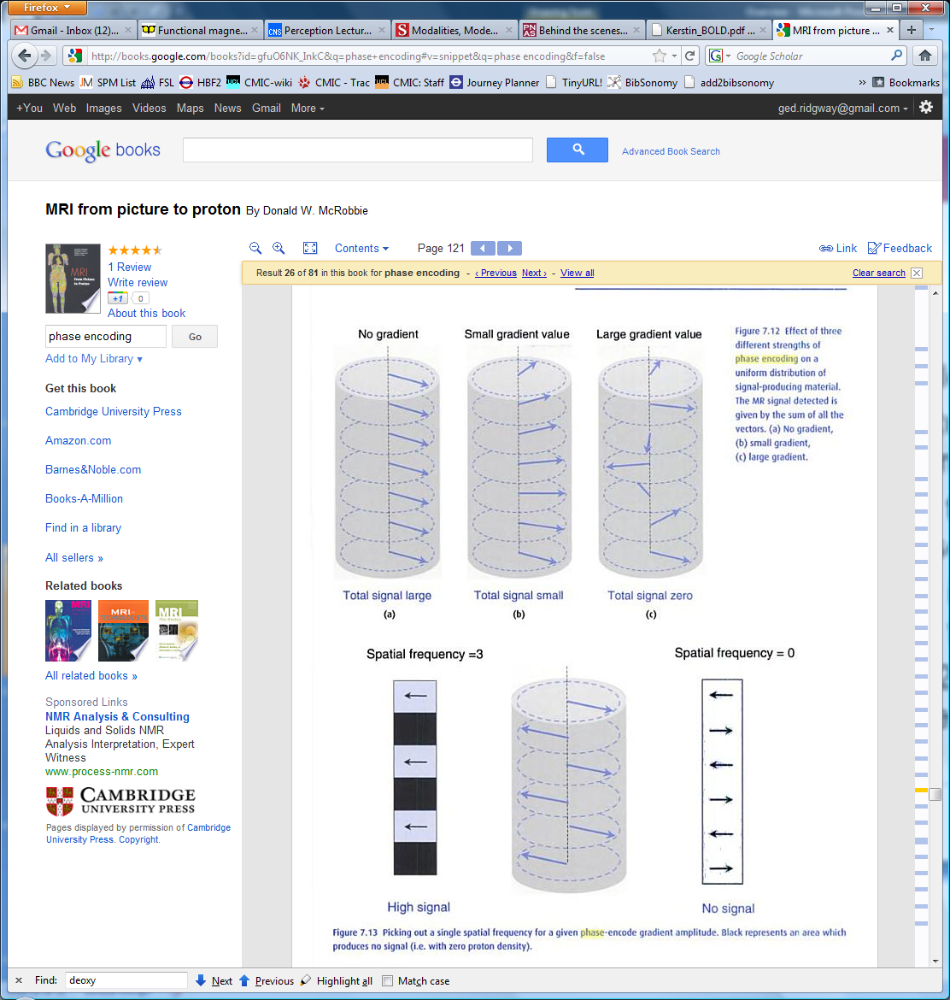 Firefox
Gmail - Inbox (12)...
Functional magne...
Perception Lectur...
Modalities, Mode...
Behind the scenes...
Kerstin_BOLD.pdf ...
MRI from picture ...
http://books.google.com/books?id=gfuO6NK_InkC&q=phase+encoding#v=snippet&q=phase encoding&f=false
Google Scholar
BBC News JM SPM List FSL HBF2 CMIC-wiki CMIC - Trac CMIC: Staff Journey Planner TinyURL! BibSonomy add2bibsonomy » Bookmarks
+You Web Images Videos Maps News Gmail More ged.ridgway@gmail.com
Google books
Advanced Book Search
MRI from picture to proton By Donald W. McRobbie
Contents Page 121 Link Feedback
Result 26 of 81 in this book for phase encoding - ‹ Previous Next › - View all Clear search
1 Review
Write review
+1 0
About this book
phase encoding Go
Add to My Library ▾
Get this book
Cambridge University Press
Amazon.com
Barnes&Noble.com
Books-A-Million
Find in a library
All sellers »
Related books
All related books »
Sponsored Links
NMR Analysis & Consulting
Liquids and Solids NMR
Analysis Interpretation, Expert
Witness
www.process-nmr.com
CAMBRIDGE
UNIVERSITY PRESS
Pages displayed by permission of Cambridge
University Press. Copyright.
No gradient Small gradient value Large gradient value
Figure 7.12 Effect of three
different strengths of
phase encoding on a
uniform distribution of
signal-producing material.
The MR signal detected is
given by the sum of all the
vectors. (a) No gradient,
(b) small gradient,
(c) large gradient.
Total signal large Total signal small Total signal zero
(a) (b) (c)
Spatial frequency =3 Spatial frequency = 0
High signal No signal
Figure 7.13 Picking out a single spatial frequency for a given phase-encode gradient amplitude. Black represents an area which
produces no signal (i.e. with zero proton density).
Find: deoxy Next Previous Highlight all Match case